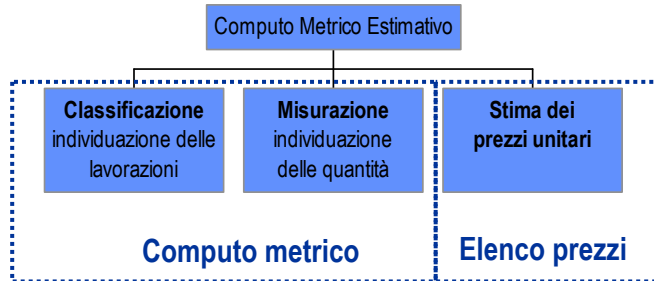 Computo Metrico Estimativo
Classificazione
individuazione delle
lavorazioni
Misurazione
individuazione
delle quantità
Stima dei
prezzi unitari
Computo metrico
Elenco prezzi